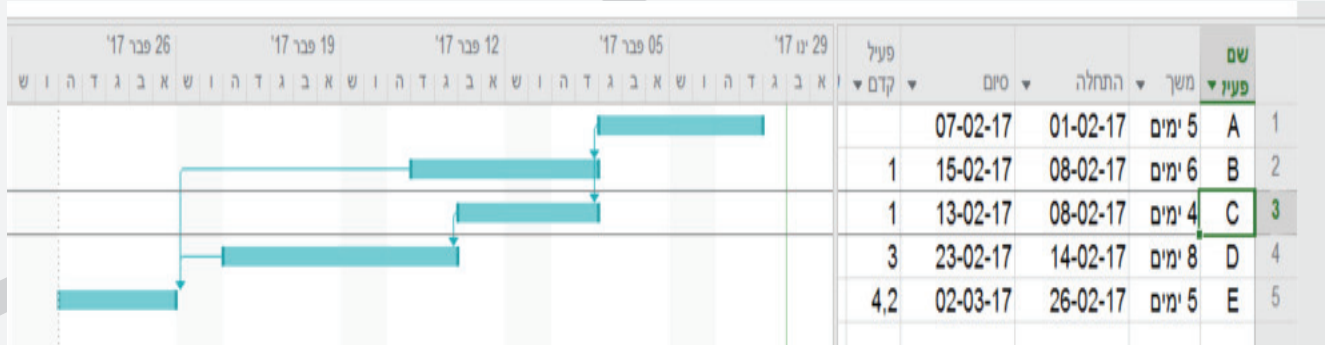 שם
משך התחלה סיום פעיל
קדם
29 ינו 17' 05 פבר 17' 12 פבר 17' 19 פבר 17' 26 פבר 17'
א ב ג ד ה ו ש א ב ג ד ה ו ש א ב ג ד ה ו ש א ב ג ד ה ו ש א ב ג ד ה ו ש
1 A 5 ימים 01-02-17 07-02-17
2 B 6 ימים 08-02-17 15-02-17 1
3 C 4 ימים 08-02-17 13-02-17 1
4 D 8 ימים 14-02-17 23-02-17 3
5 E 5 ימים 26-02-17 02-03-17 4,2